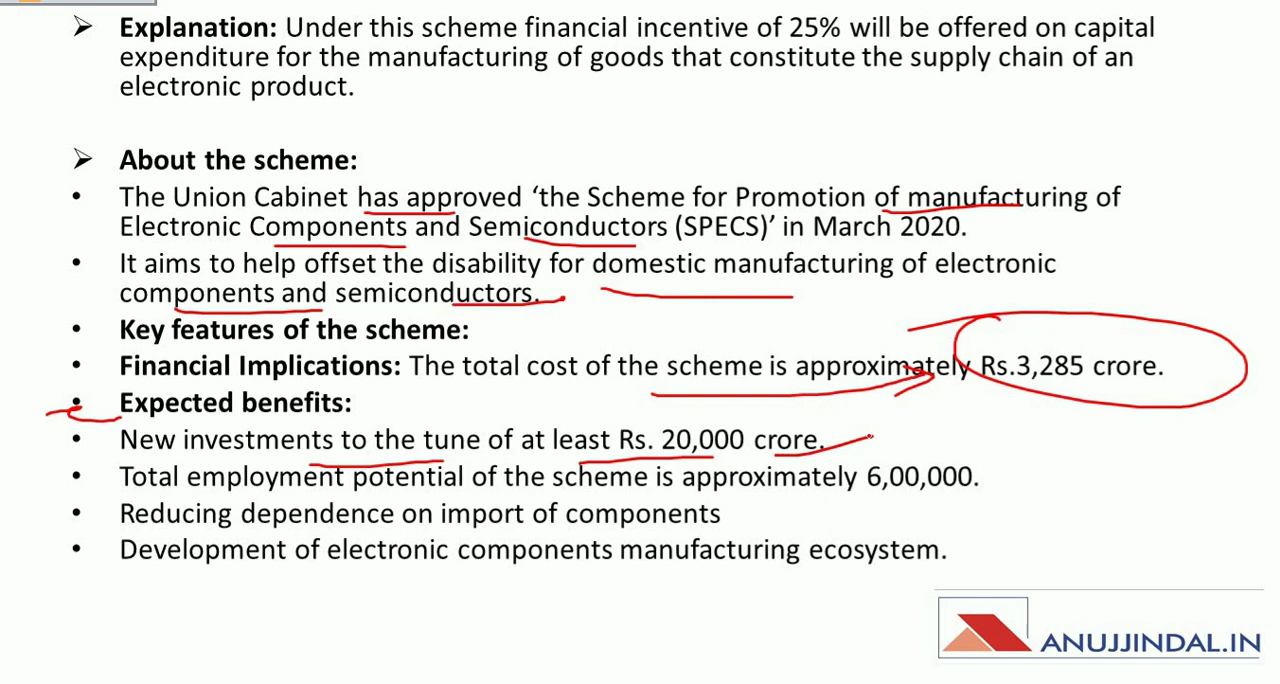 ➢ Explanation: Under this scheme financial incentive of 25% will be offered on capital
expenditure for the manufacturing of goods that constitute the supply chain of an
electronic product.
➢ About the scheme:
• The Union Cabinet has approved ‘the Scheme for Promotion of manufacturing of
Electronic Components and Semiconductors (SPECS)’ in March 2020.
• It aims to help offset the disability for domestic manufacturing of electronic
components and semiconductors.
• Key features of the scheme:
• Financial Implications: The total cost of the scheme is approximately Rs.3,285 crore.
• Expected benefits:
• New investments to the tune of at least Rs. 20,000 crore.
• Total employment potential of the scheme is approximately 6,00,000.
• Reducing dependence on import of components
• Development of electronic components manufacturing ecosystem.
ANUJJINDAL.IN